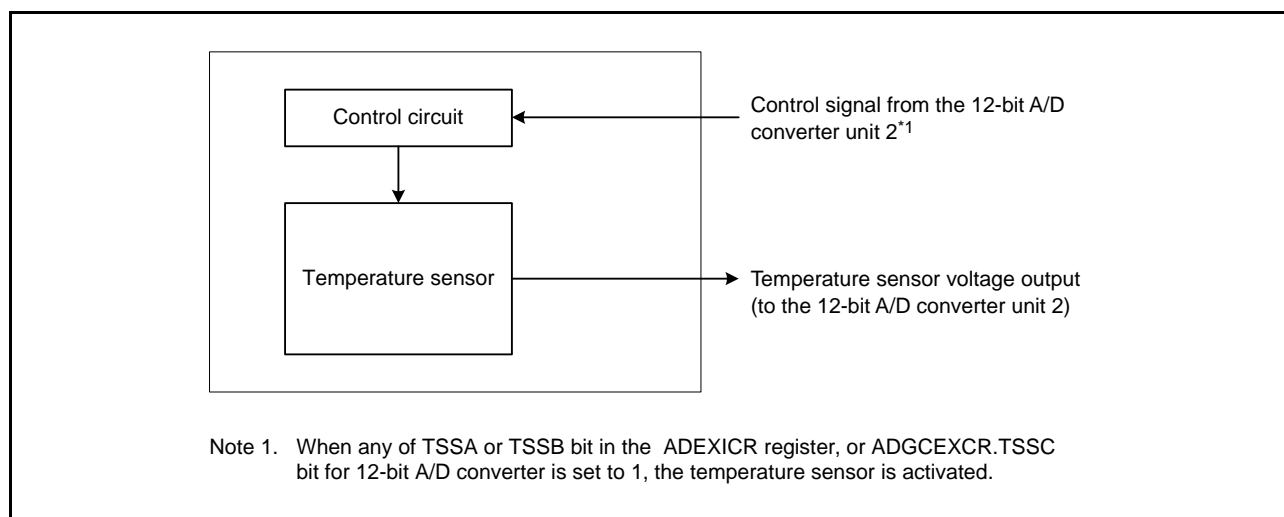 Control circuit
Control signal from the 12-bit A/D
converter unit 2*1
Temperature sensor
Temperature sensor voltage output
(to the 12-bit A/D converter unit 2)
Note 1. When any of TSSA or TSSB bit in the ADEXICR register, or ADGCEXCR.TSSC
bit for 12-bit A/D converter is set to 1, the temperature sensor is activated.